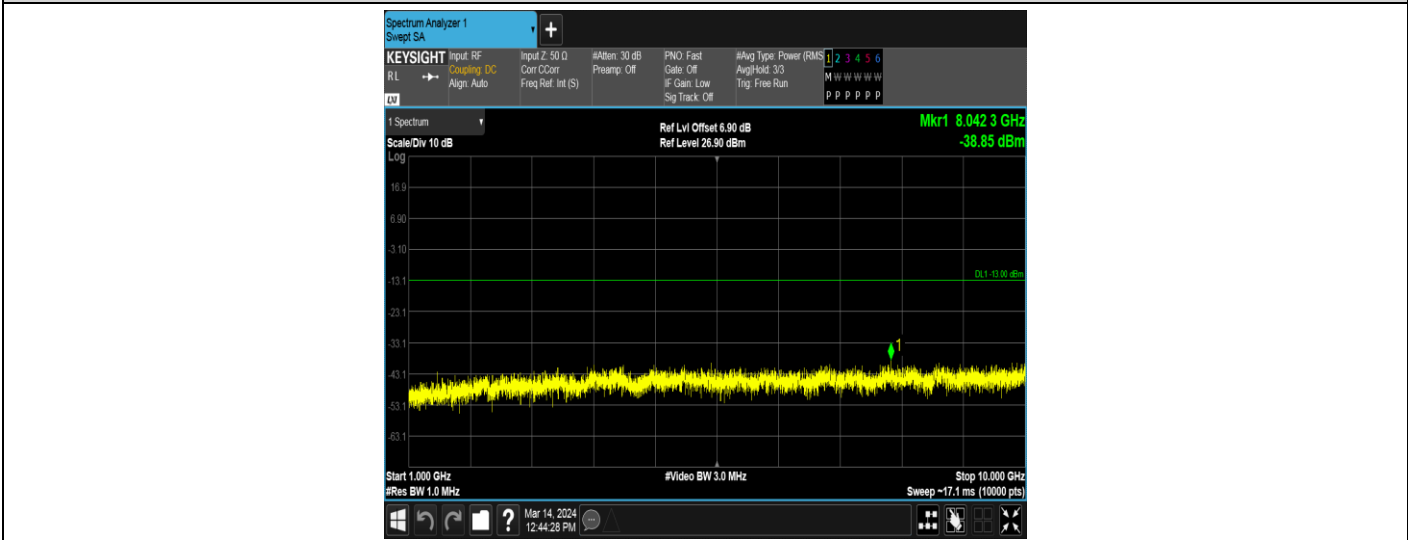 Spectrum Analyzer 1
Swept SA
+
KEYSIGHT Input: RF Input Z: 50 Ω #Atten: 30 dB PNO: Fast #Avg Type: Power (RMS 1 2 3 4 5 6
RL Coupling: DC Corr CCorr Preamp: Off Gate: Off Avg|Hold: 3/3 M W W W W W
Align: Auto Freq Ref: Int (S) IF Gain: Low Trig: Free Run
LXI Sig Track: Off P P P P P P
1 Spectrum Ref Lvl Offset 6.90 dB Mkr1 8.042 3 GHz
Scale/Div 10 dB Ref Level 26.90 dBm -38.85 dBm
Log
16.9
6.90
-3.10
DL1 -13.00 dBm
-13.1
-23.1
-33.1
1
-43.1
-53.1
-63.1
Start 1.000 GHz #Video BW 3.0 MHz Stop 10.000 GHz
#Res BW 1.0 MHz Sweep ~17.1 ms (10000 pts)
? Mar 14, 2024
12:44:28 PM